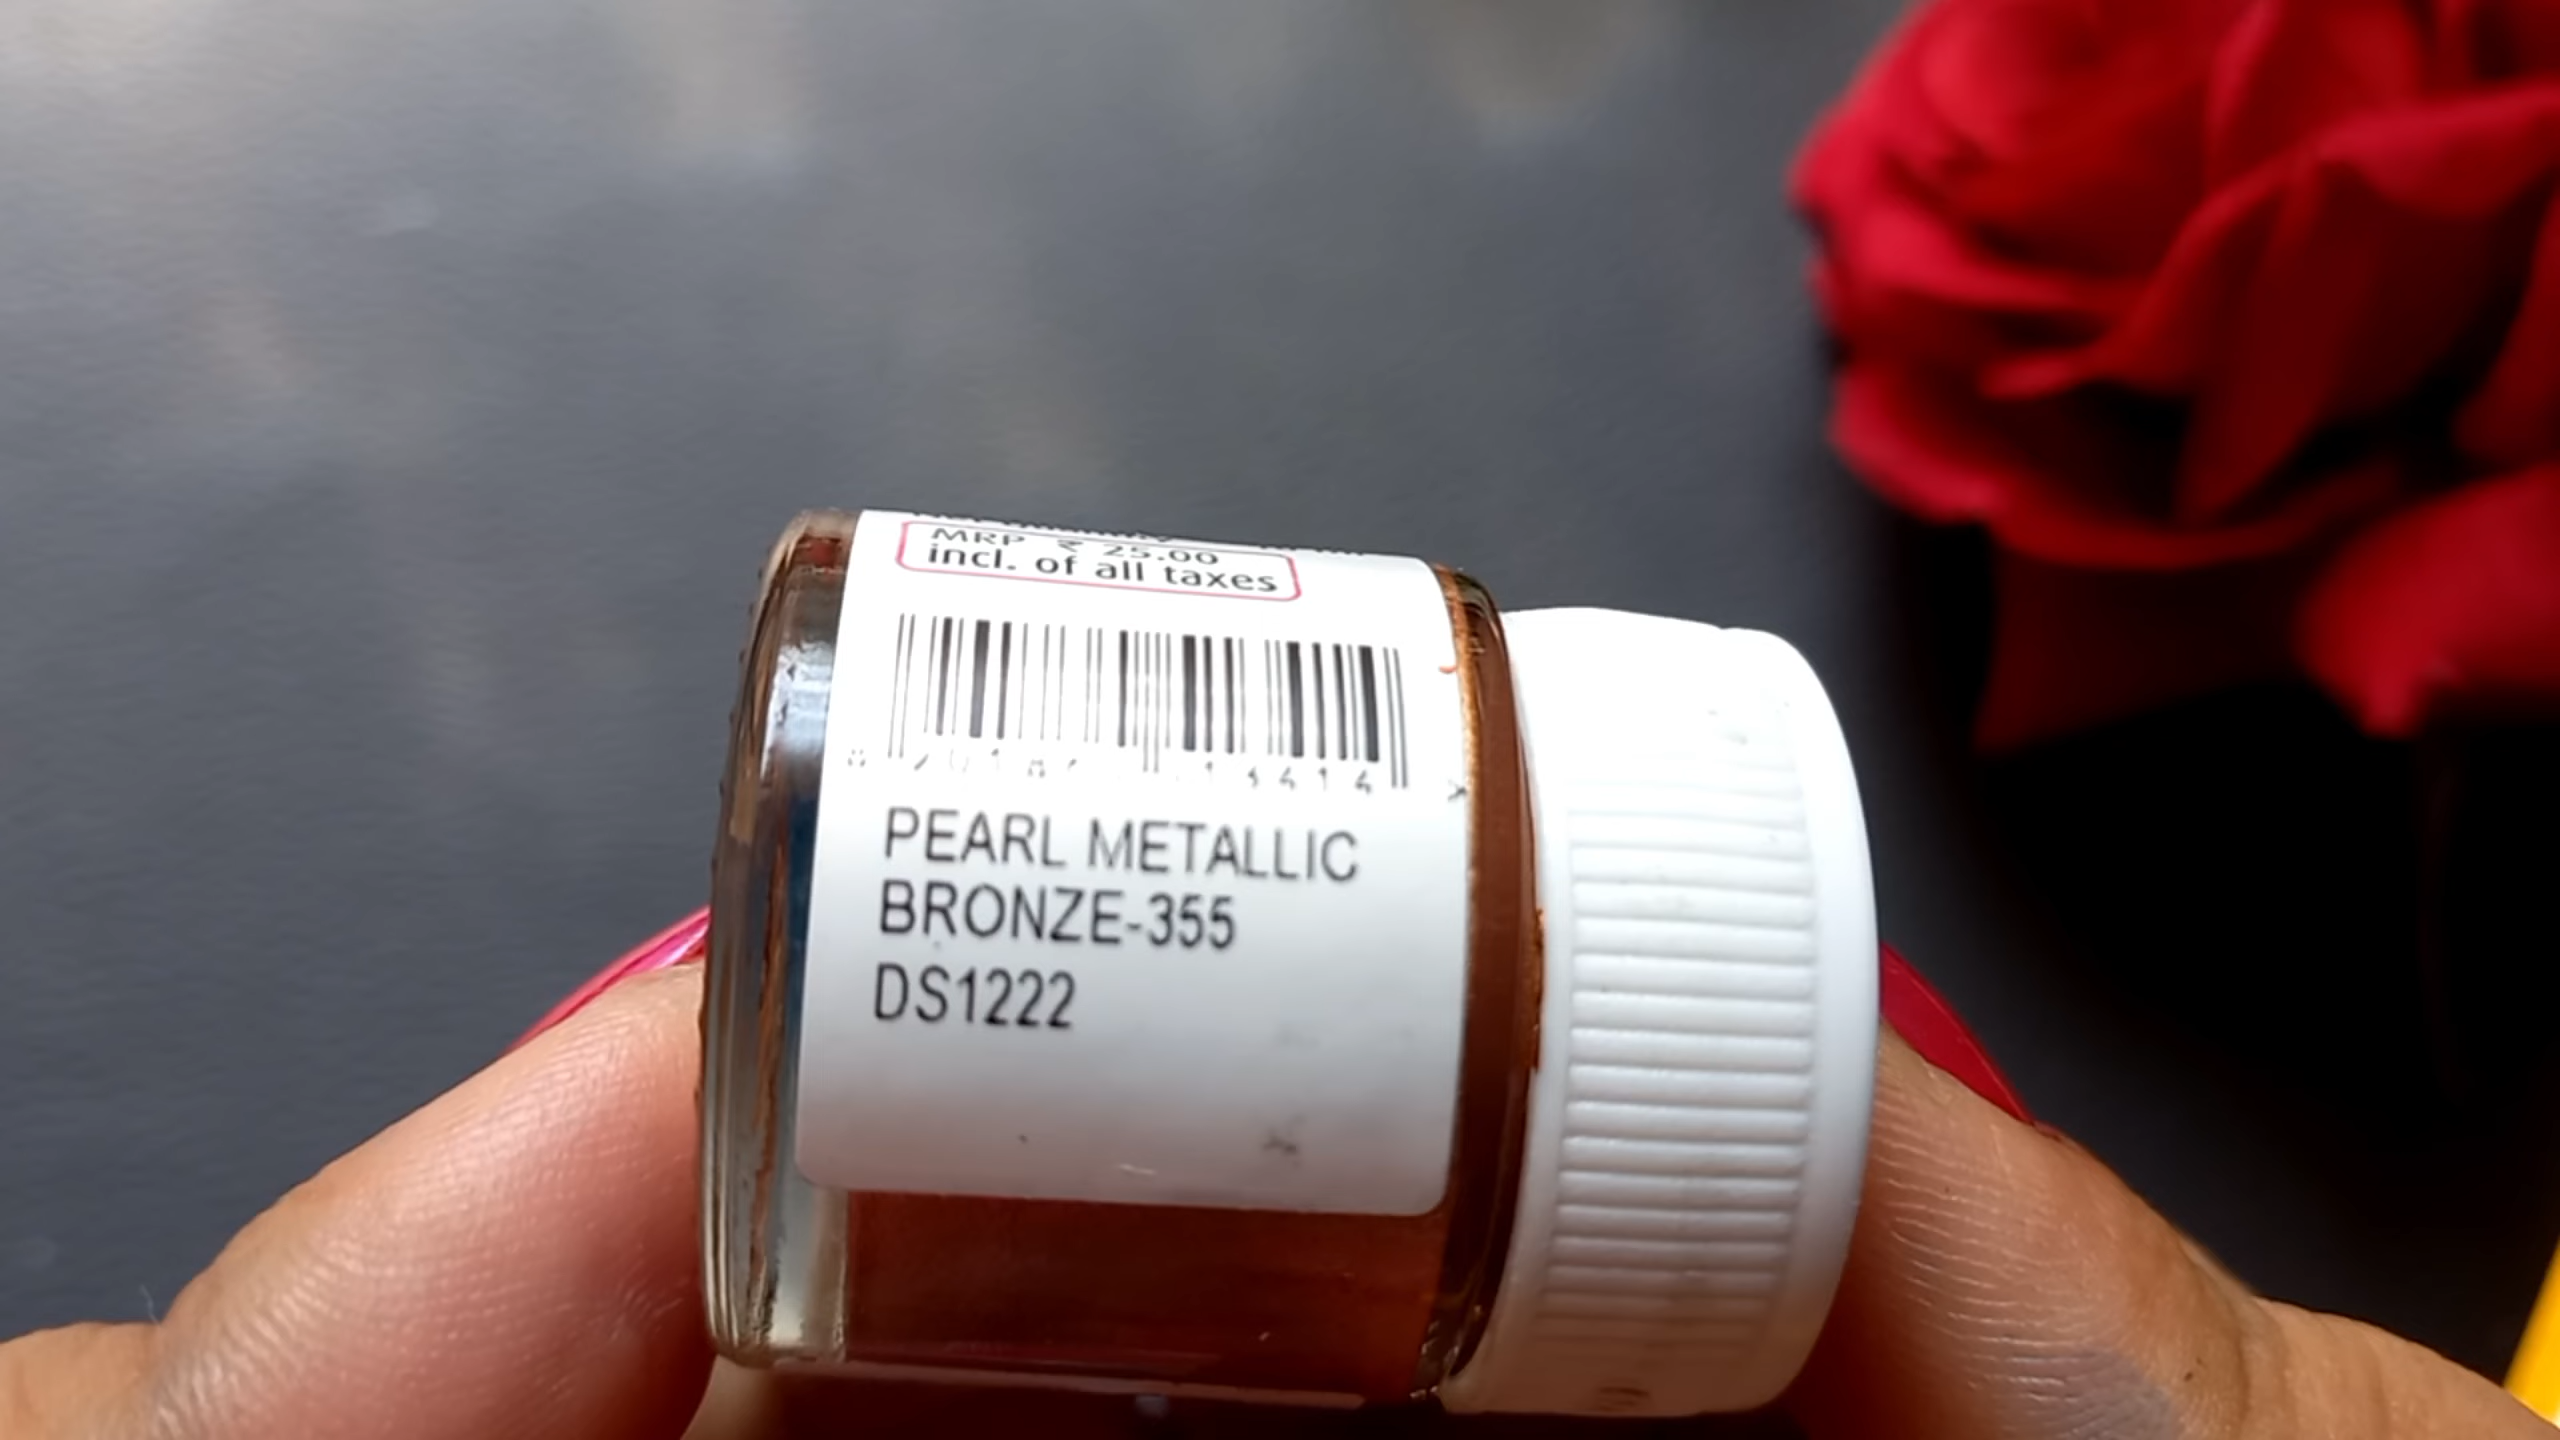 MRP ₹ 25.00
incl. of all taxes
PEARL METALLIC
BRONZE-355
DS1222